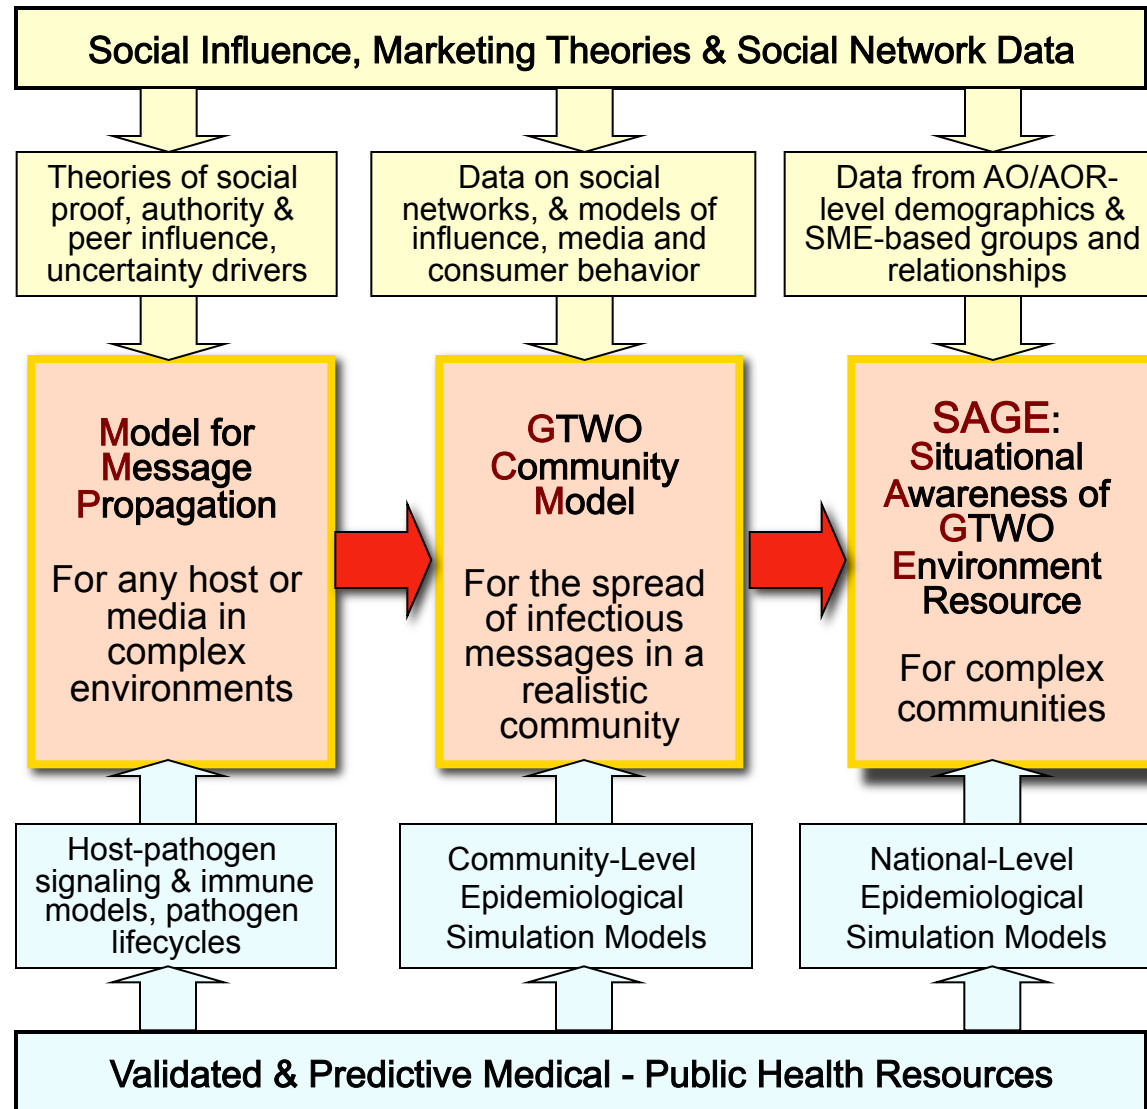 Social Influence, Marketing Theories & Social Network Data
Theories of social
proof, authority &
peer influence,
uncertainty drivers
Data on social
networks, & models of
influence, media and
consumer behavior
Data from AO/AOR-
level demographics &
SME-based groups and
relationships
Model for
Message
Propagation
For any host or
media in
complex
environments
GTWO
Community
Model
For the spread
of infectious
messages in a
realistic
community
SAGE:
Situational
Awareness of
GTWO
Environment
Resource
For complex
communities
Host-pathogen
signaling & immune
models, pathogen
lifecycles
Community-Level
Epidemiological
Simulation Models
National-Level
Epidemiological
Simulation Models
Validated & Predictive Medical - Public Health Resources